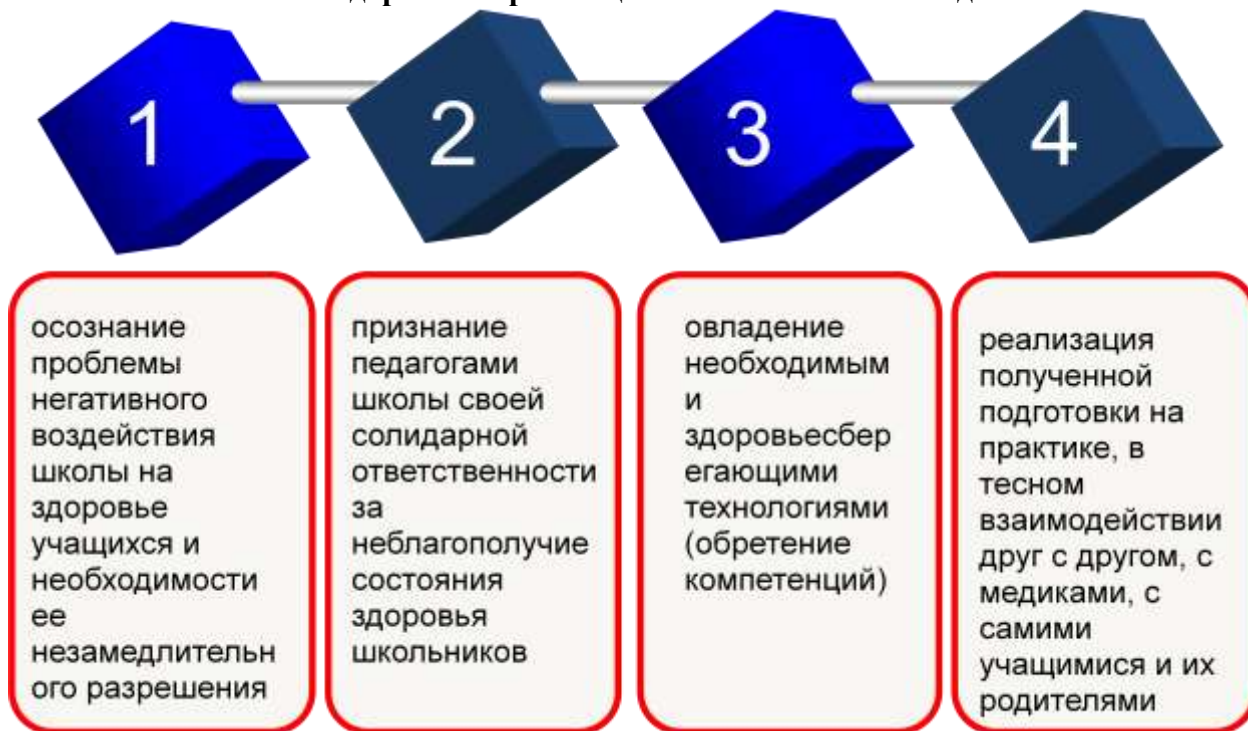 1
2
3
4
осознание
проблемы
негативного
воздействия
школы на
здоровье
учащихся и
необходимости
ее
незамедлительн
ого разрешения
признание
педагогами
школы своей
солидарной
ответственности
за
неблагополучие
состояния
здоровья
школьников
овладение
необходимым
и
здоровьесбер
егающими
технологиями
(обретение
компетенций)
реализация
полученной
подготовки на
практике, в
тесном
взаимодействии
друг с другом, с
медиками, с
самими
учащимися и их
родителями